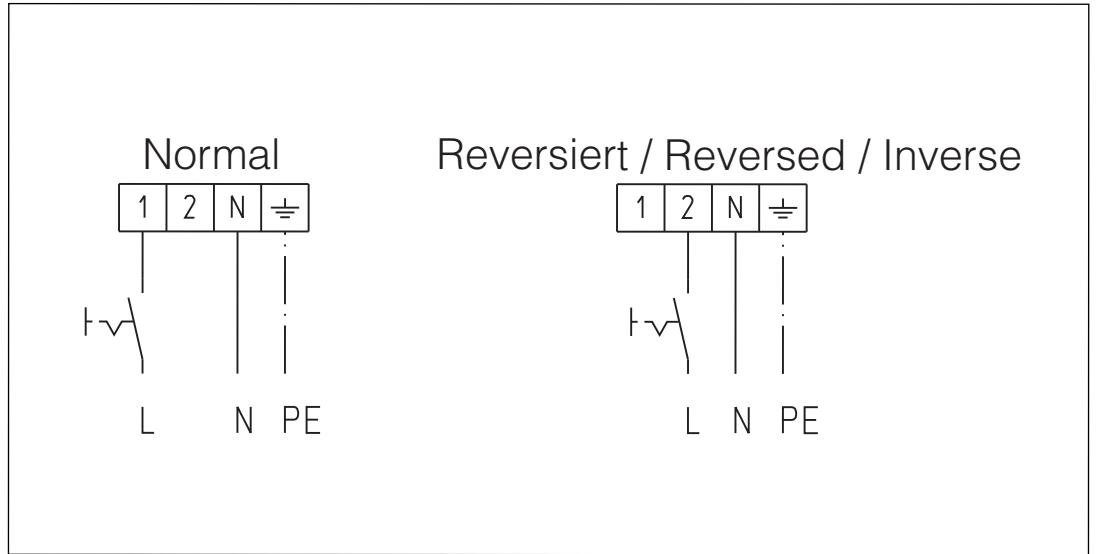 Normal
Reversiert / Reversed / Inverse
1 2 N
1 2 N
L N PE
L N PE